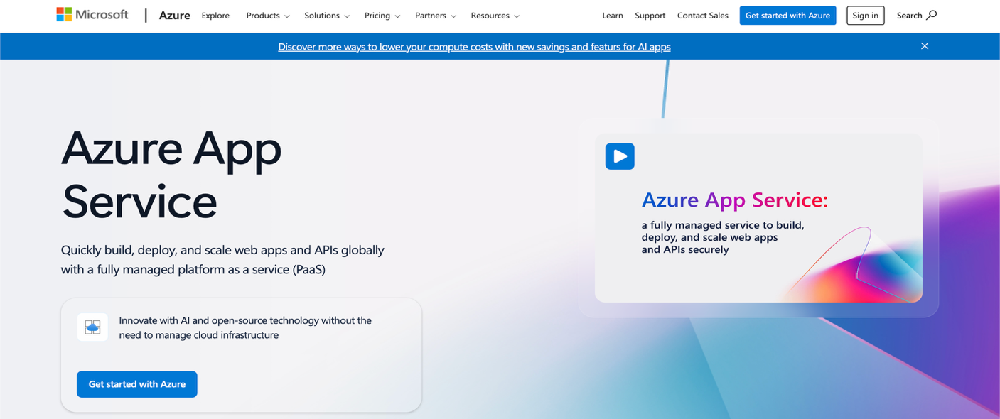 Microsoft Azure Explore Products Solutions Pricing Partners Resources Learn Support Contact Sales Get started with Azure Sign in Search
Discover more ways to lower your compute costs with new savings and featurs for AI apps
Azure App
Service
Quickly build, deploy, and scale web apps and APIs globally
with a fully managed platform as a service (PaaS)
Innovate with AI and open-source technology without the
need to manage cloud infrastructure
Get started with Azure
Azure App Service:
a fully managed service to build,
deploy, and scale web apps
and APIs securely